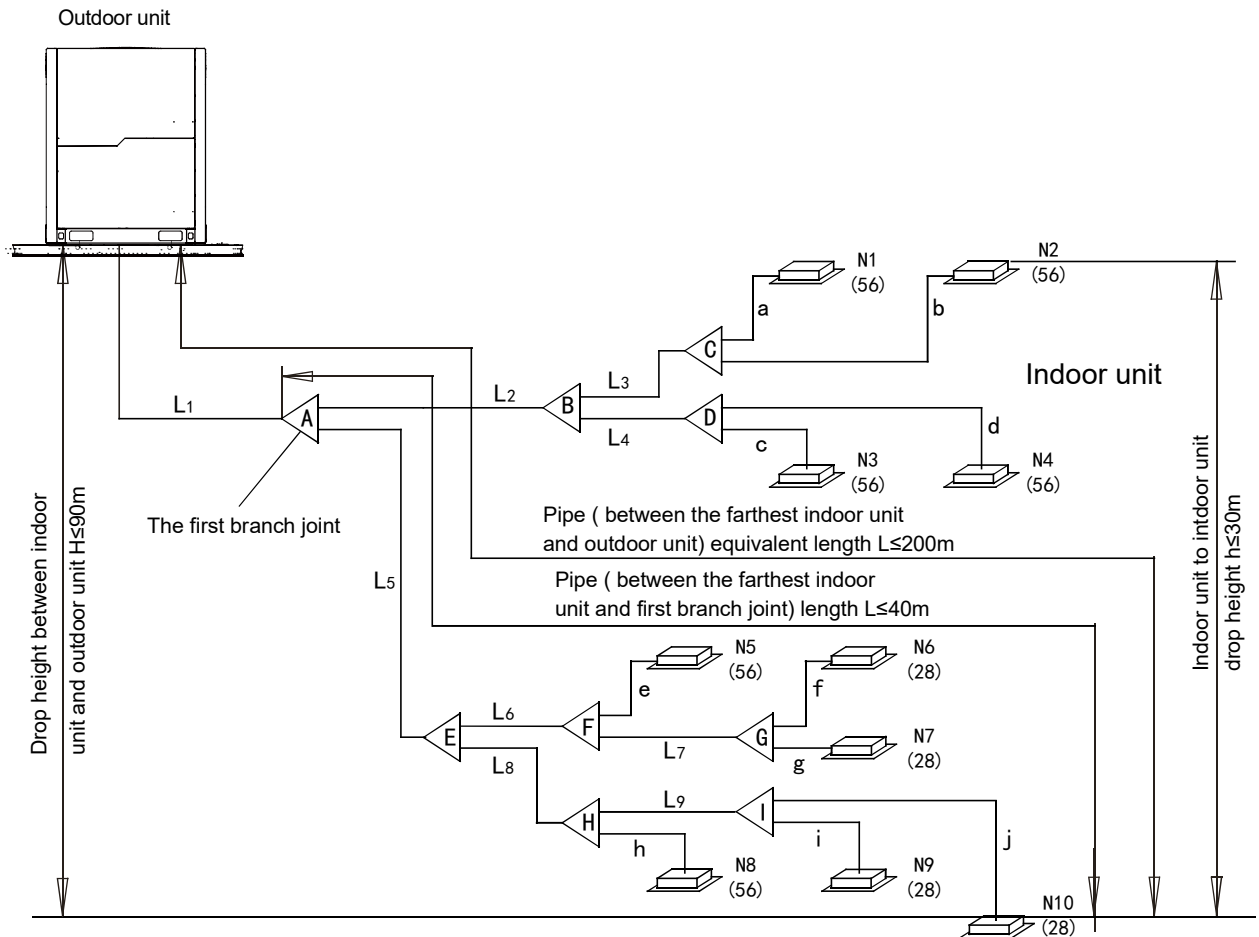 Outdoor unit
N1
(56)
N2
(56)
a
b
C
Indoor unit
L1
A
L2
B
L3
L4
D
c
d
N3
(56)
N4
(56)
The first branch joint
Pipe ( between the farthest indoor unit
and outdoor unit) equivalent length L≤200m
Pipe ( between the farthest indoor
unit and first branch joint) length L≤40m
Drop height between indoor
unit and outdoor unit H≤90m
Indoor unit to intdoor unit
drop height h≤30m
L5
N5
(56)
N6
(28)
e
f
L6
F
E
L7
G
g
N7
(28)
L8
L9
H
I
h
i
j
N8
(56)
N9
(28)
N10
(28)